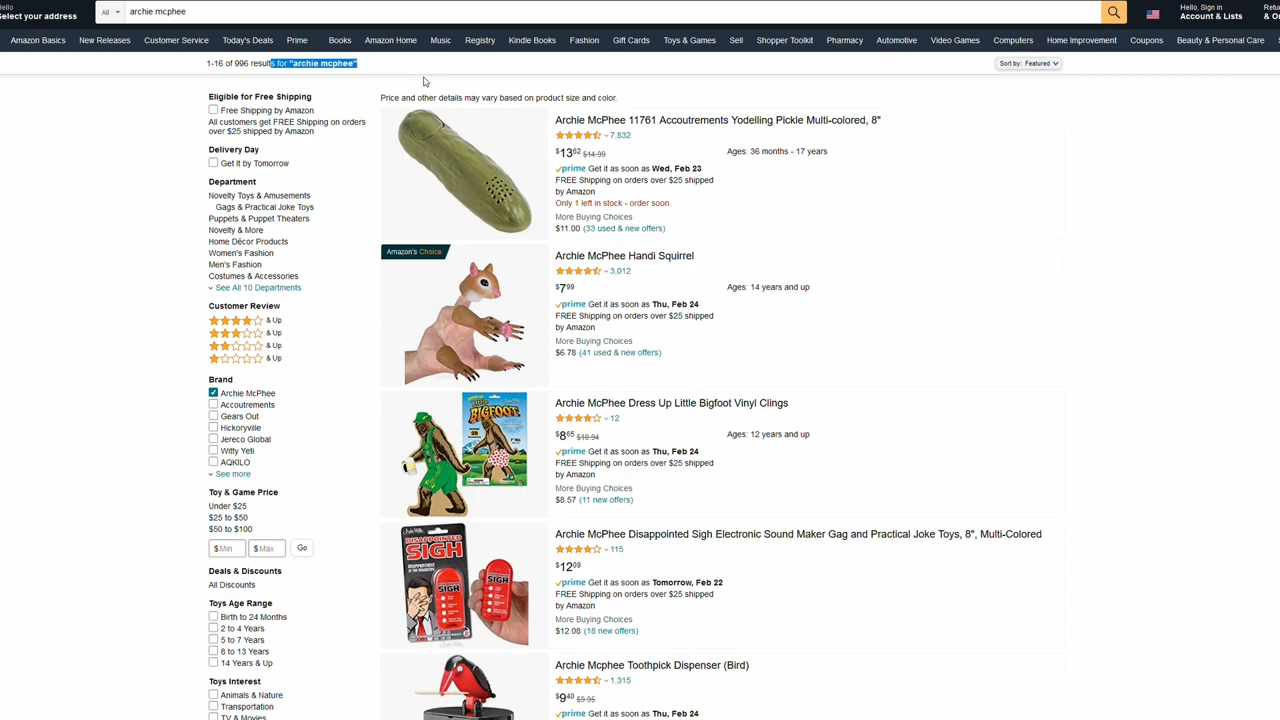 Hello
Select your address
All
archie mcphee
Hello, Sign in
Account & Lists
Retu
& O
Amazon Basics New Releases Customer Service Today's Deals Prime Books Amazon Home Music Registry Kindle Books Fashion Gift Cards Toys & Games Sell Shopper Toolkit Pharmacy Automotive Video Games Computers Home Improvement Coupons Beauty & Personal Care S
1-16 of 996 results for "archie mcphee"
Sort by: Featured
Eligible for Free Shipping
Free Shipping by Amazon
All customers get FREE Shipping on orders
over $25 shipped by Amazon
Delivery Day
Get It by Tomorrow
Department
Novelty Toys & Amusements
Gags & Practical Joke Toys
Puppets & Puppet Theaters
Novelty & More
Home Décor Products
Women's Fashion
Men's Fashion
Costumes & Accessories
See All 10 Departments
Customer Review
& Up
& Up
& Up
& Up
Brand
Archie McPhee
Accoutrements
Gears Out
Hickoryville
Jereco Global
Witty Yeti
AQKILO
See more
Toy & Game Price
Under $25
$25 to $50
$50 to $100
$ Min $ Max Go
Deals & Discounts
All Discounts
Toys Age Range
Birth to 24 Months
2 to 4 Years
5 to 7 Years
8 to 13 Years
14 Years & Up
Toys Interest
Animals & Nature
Transportation
TV & Movies
Price and other details may vary based on product size and color.
Archie McPhee 11761 Accoutrements Yodelling Pickle Multi-colored, 8"
7,832
$13.62 $14.99
Ages: 36 months - 17 years
prime Get it as soon as Wed, Feb 23
FREE Shipping on orders over $25 shipped
by Amazon
Only 1 left in stock - order soon.
More Buying Choices
$11.00 (33 used & new offers)
Amazon's Choice
Archie McPhee Handi Squirrel
3,012
$7.99
Ages: 14 years and up
prime Get it as soon as Thu, Feb 24
FREE Shipping on orders over $25 shipped
by Amazon
More Buying Choices
$6.78 (41 used & new offers)
BIGFOOT
Archie McPhee Dress Up Little Bigfoot Vinyl Clings
12
$8.65 $10.94
Ages: 12 years and up
prime Get it as soon as Thu, Feb 24
FREE Shipping on orders over $25 shipped
by Amazon
More Buying Choices
$8.57 (11 new offers)
DISAPPOINTED
SIGH
SIGH
SIGH
Archie McPhee Disappointed Sigh Electronic Sound Maker Gag and Practical Joke Toys, 8", Multi-Colored
115
$12.09
prime Get it as soon as Tomorrow, Feb 22
FREE Shipping on orders over $25 shipped
by Amazon
More Buying Choices
$12.08 (18 new offers)
Archie Mcphee Toothpick Dispenser (Bird)
1,315
$9.40 $9.95
prime Get it as soon as Thu, Feb 24